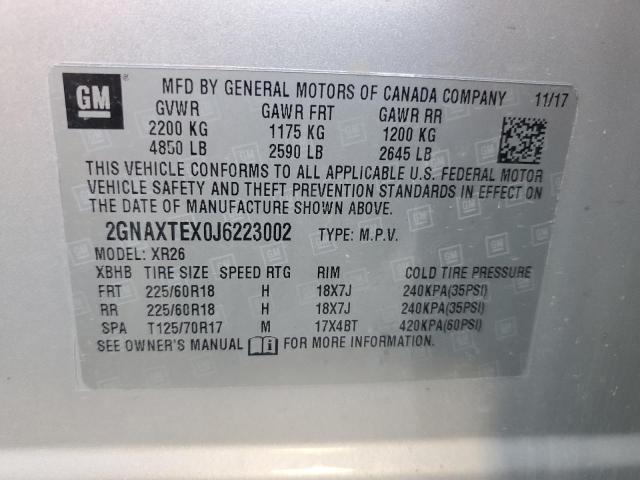 GM
MFD BY GENERAL MOTORS OF CANADA COMPANY 11/17
GVWR GAWR FRT GAWR RR
2200 KG 1175 KG 1200 KG
4850 LB 2590 LB 2645 LB
THIS VEHICLE CONFORMS TO ALL APPLICABLE U.S. FEDERAL MOTOR
VEHICLE SAFETY AND THEFT PREVENTION STANDARDS IN EFFECT ON
THE DATE OF MANUFACTURE SHOWN ABOVE.
2GNAXTEX0J6223002 TYPE: M.P.V.
MODEL: XR26
XBHB TIRE SIZE SPEED RTG RIM COLD TIRE PRESSURE
FRT 225/60R18 H 18X7J 240KPA(35PSI)
RR 225/60R18 H 18X7J 240KPA(35PSI)
SPA T125/70R17 M 17X4BT 420KPA(60PSI)
SEE OWNER'S MANUAL FOR MORE INFORMATION.